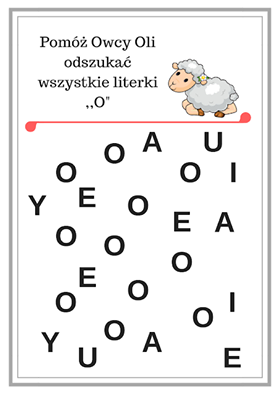 Pomóż Owcy Oli
odszukać
wszystkie literki
,,O"
O A U
O O I
Y E O
E A
O O
O
E O
O I
O
Y O A
U E